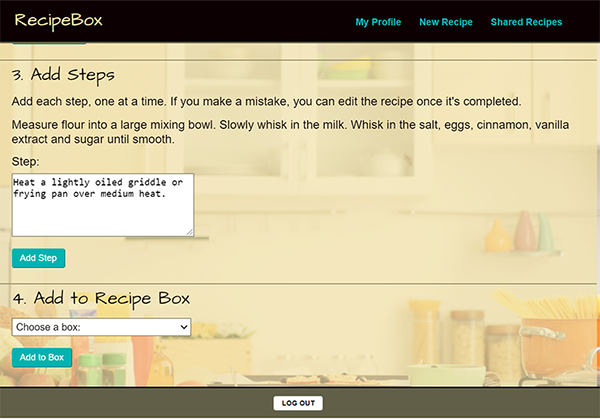 RecipeBox
My Profile New Recipe Shared Recipes
3. Add Steps
Add each step, one at a time. If you make a mistake, you can edit the recipe once it's completed.
Measure flour into a large mixing bowl. Slowly whisk in the milk. Whisk in the salt, eggs, cinnamon, vanilla
extract and sugar until smooth.
Step:
Heat a lightly oiled griddle or
frying pan over medium heat.
Add Step
4. Add to Recipe Box
Choose a box:
Add to Box
LOG OUT